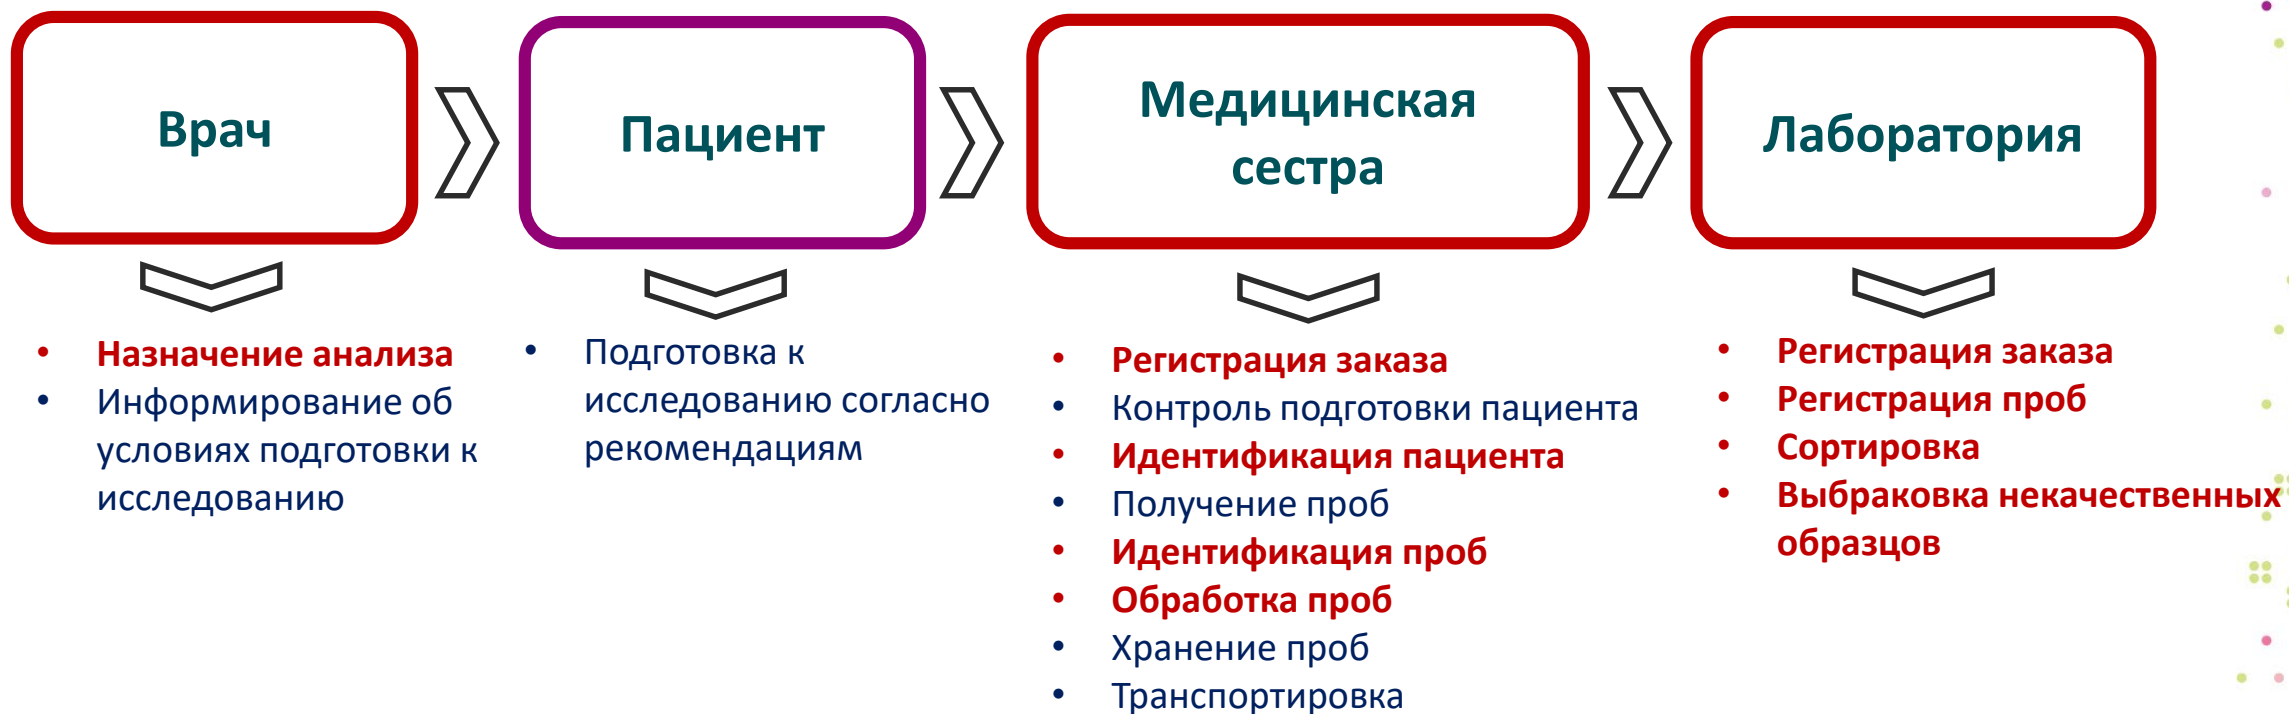 Врач
Пациент
Медицинская
сестра
Лаборатория
• Назначение анализа
• Информирование об
условиях подготовки к
исследованию
• Подготовка к
исследованию согласно
рекомендациям
• Регистрация заказа
• Контроль подготовки пациента
• Идентификация пациента
• Получение проб
• Идентификация проб
• Обработка проб
• Хранение проб
• Транспортировка
• Регистрация заказа
• Регистрация проб
• Сортировка
• Выбраковка некачественных
образцов